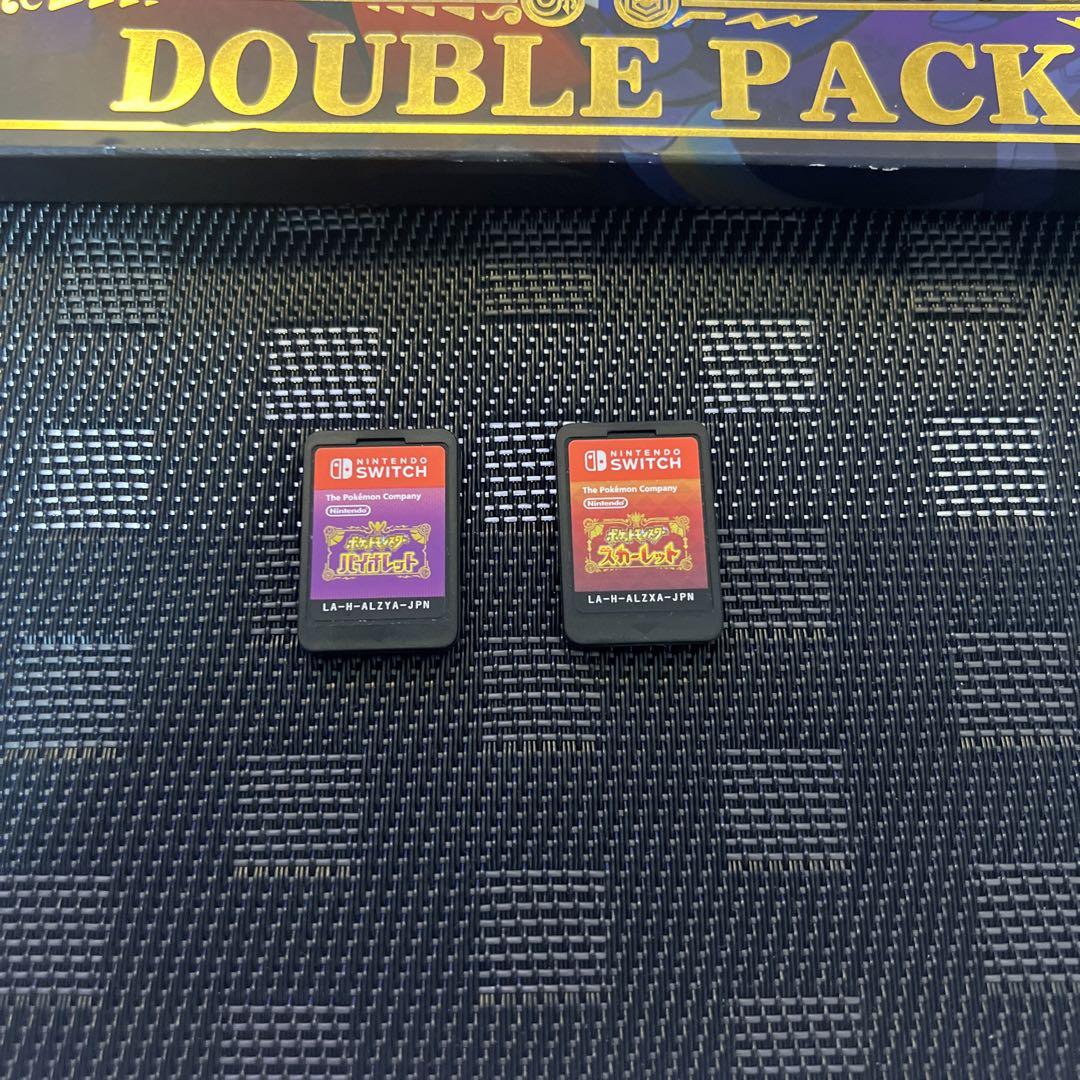 DOUBLE PACK
NINTENDO
SWITCH
The Pokémon Company
Nintendo
ポケットモンスター
バイオレット
LA-H-ALZYA-JPN
NINTENDO
SWITCH
The Pokémon Company
Nintendo
ポケットモンスター
スカーレット
LA-H-ALZXA-JPN